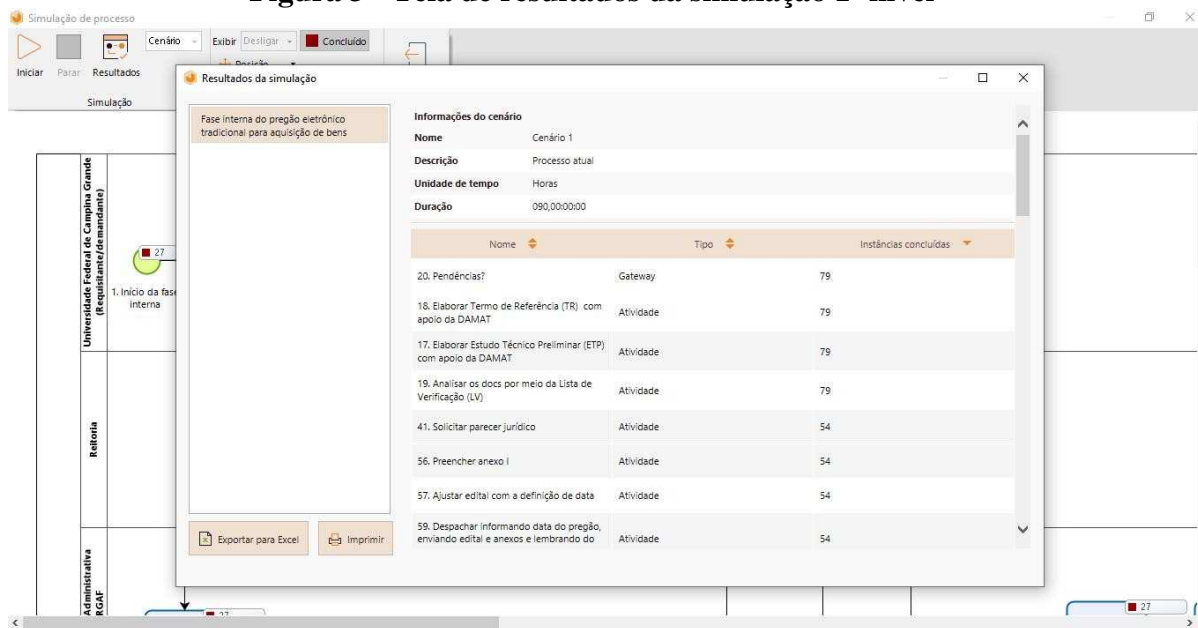 Simulação de processo
Cenário
Exibir Desligar
Concluído
Iniciar
Parar
Resultados
Simulação
Resultados da simulação
Fase interna do pregão eletrônico
tradicional para aquisição de bens
Informações do cenário
Nome Cenário 1
Descrição Processo atual
Unidade de tempo Horas
Duração 090,00:00:00
Nome Tipo Instâncias concluídas
20. Pendências? Gateway 79
18. Elaborar Termo de Referência (TR) com
apoio da DAMAT Atividade 79
17. Elaborar Estudo Técnico Preliminar (ETP)
com apoio da DAMAT Atividade 79
19. Analisar os docs por meio da Lista de
Verificação (LV) Atividade 79
41. Solicitar parecer jurídico Atividade 54
56. Preencher anexo I Atividade 54
57. Ajustar edital com a definição de data Atividade 54
59. Despachar informando data do pregão,
enviando edital e anexos e lembrando do Atividade 54
Exportar para Excel
Imprimir
Universidade Federal de Campina Grande
(Requisitante/demandante)
27
1. Início da fase
interna
Reitoria
Administrativa
RGAF
27
27